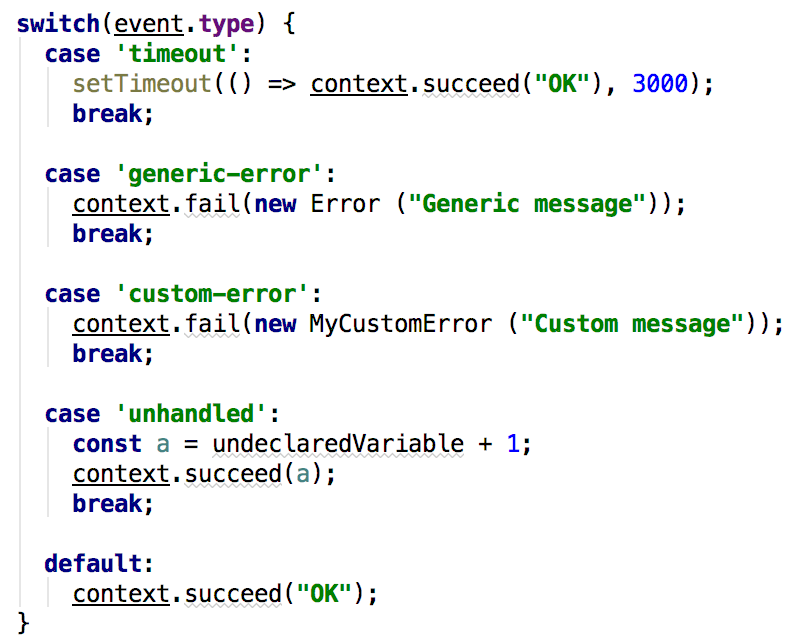 switch(event.type) {
  case 'timeout':
    setTimeout(() => context.succeed("OK"), 3000);
    break;

  case 'generic-error':
    context.fail(new Error ("Generic message"));
    break;

  case 'custom-error':
    context.fail(new MyCustomError ("Custom message"));
    break;

  case 'unhandled':
    const a = undeclaredVariable + 1;
    context.succeed(a);
    break;

  default:
    context.succeed("OK");
}